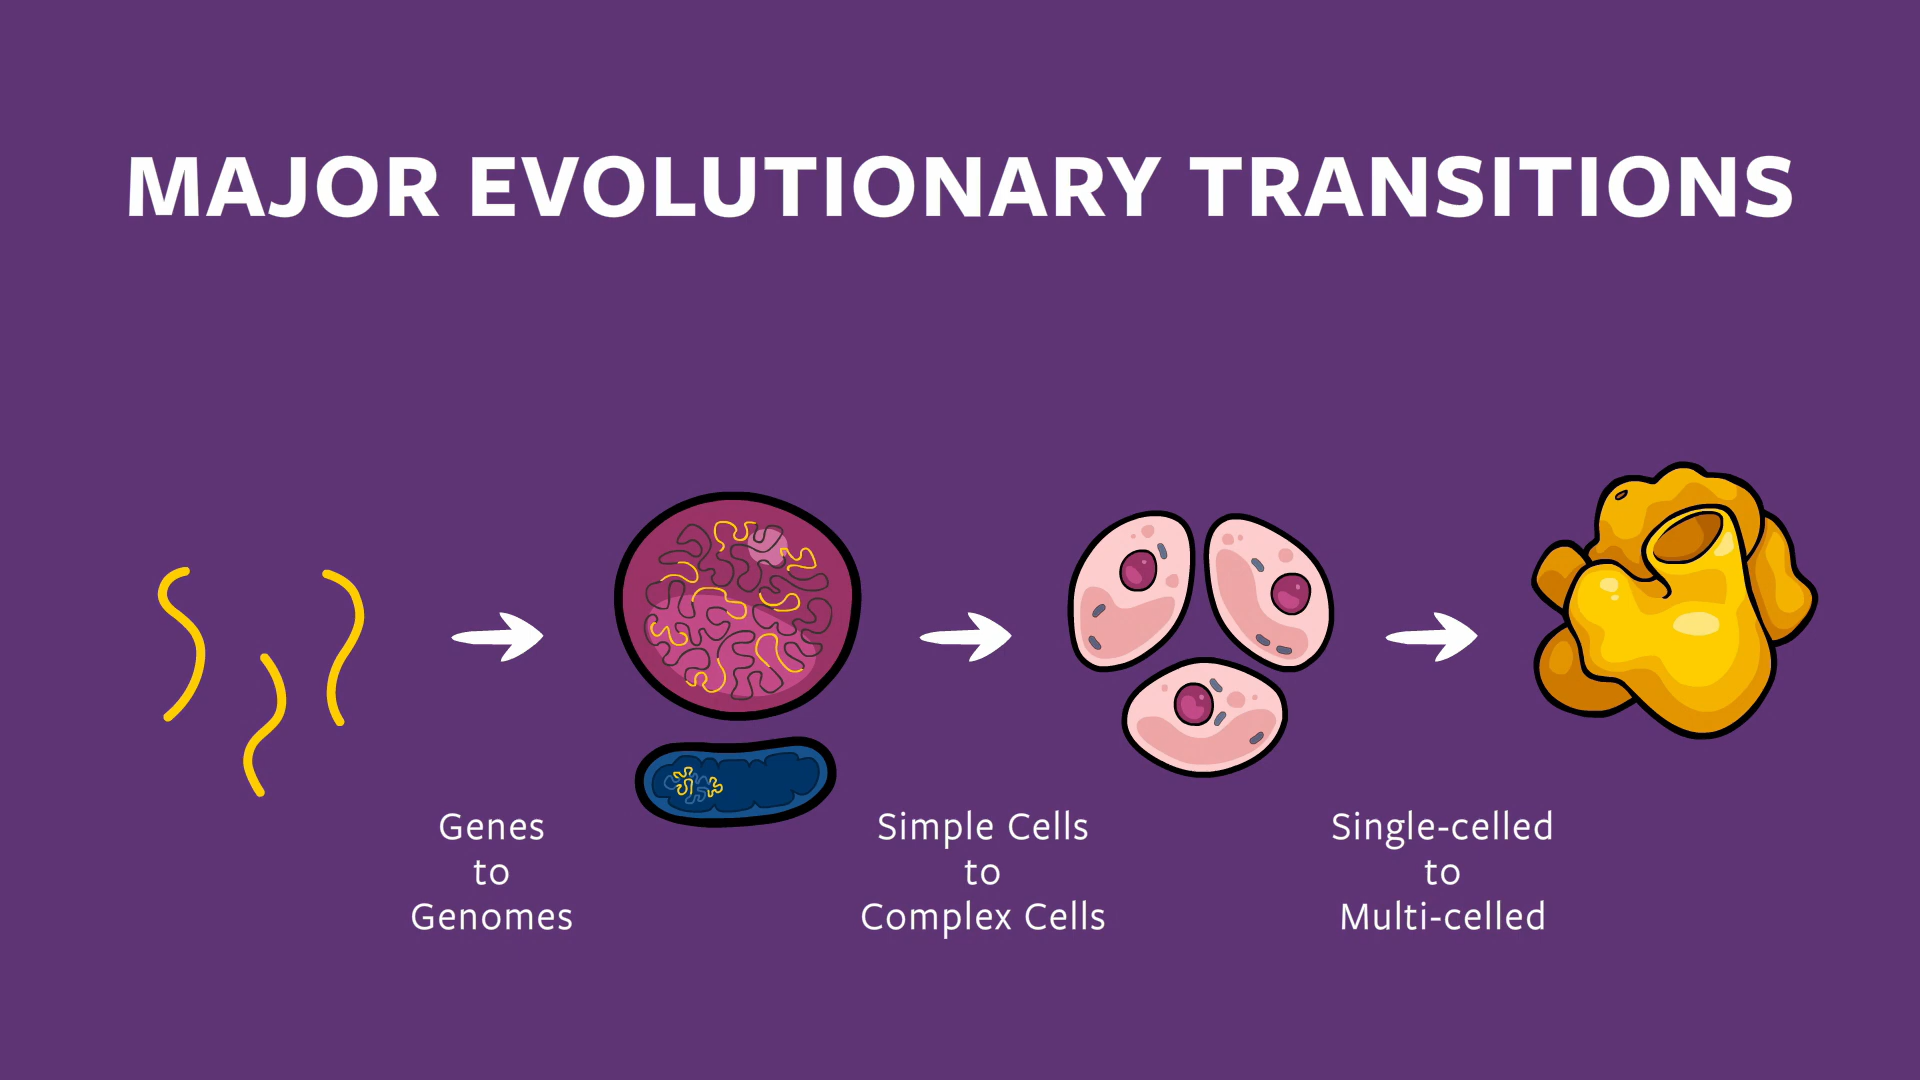 MAJOR EVOLUTIONARY TRANSITIONS
Genes
to
Genomes
Simple Cells
to
Complex Cells
Single-celled
to
Multi-celled